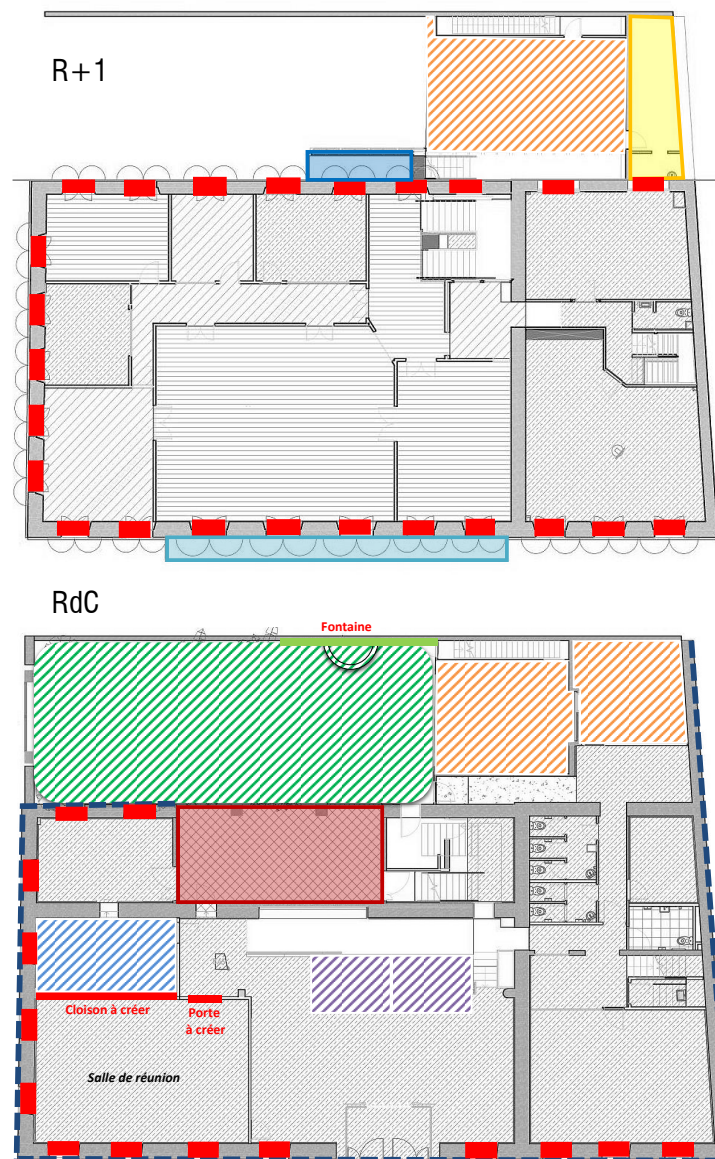 R+1
RdC
Fontaine
Cloison à créer
Porte
à créer
Salle de réunion